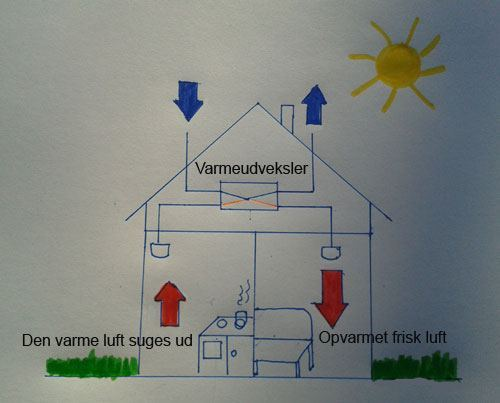 Varmeudveksler
Den varme luft suges ud
Opvarmet frisk luft